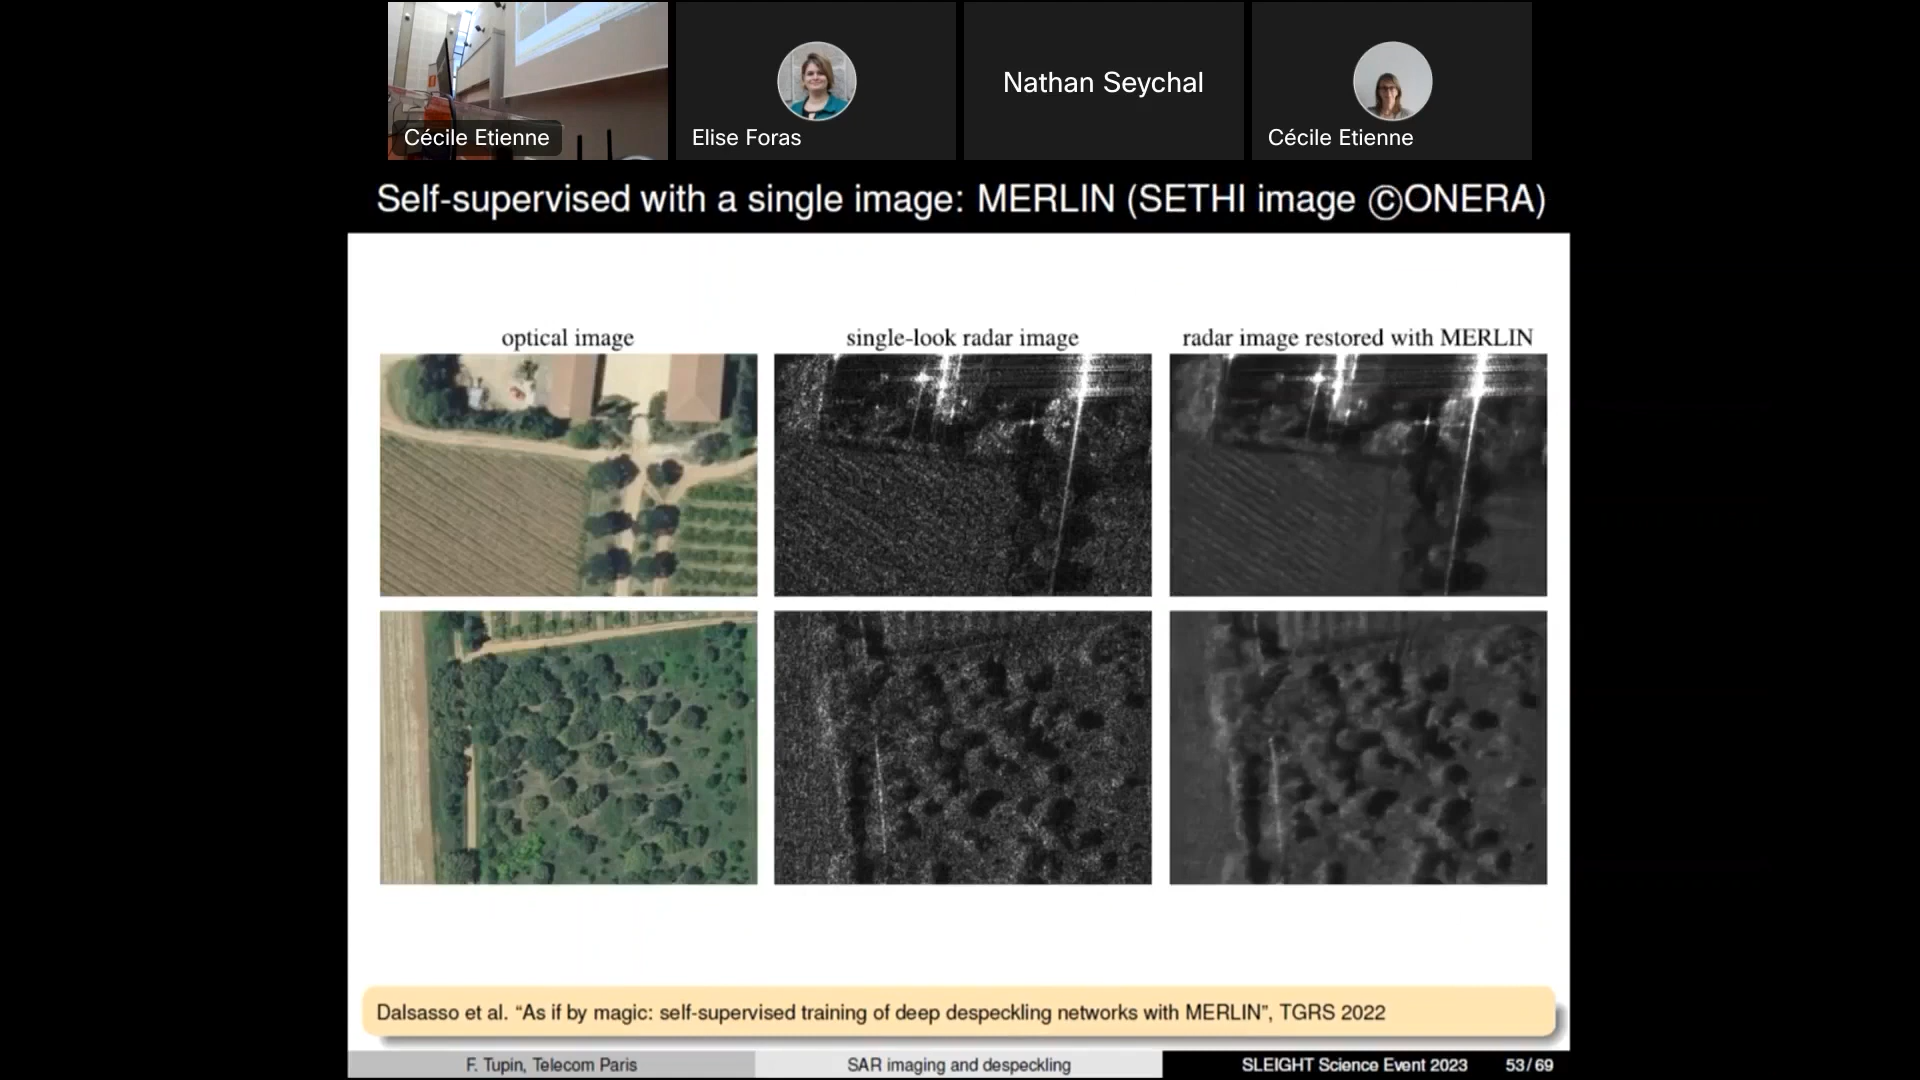 Cécile Etienne
Elise Foras
Nathan Seychal
Cécile Etienne
Self-supervised with a single image: MERLIN (SETHI image ©ONERA)
optical image
single-look radar image
radar image restored with MERLIN
Dalsasso et al. “As if by magic: self-supervised training of deep despeckling networks with MERLIN”, TGRS 2022
F. Tupin, Telecom Paris
SAR imaging and despeckling
SLEIGHT Science Event 2023
53/69